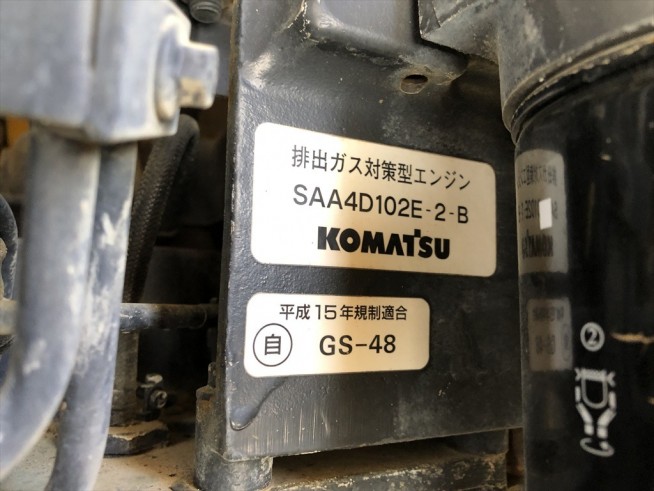 排出ガス対策型エンジン
SAA4D102E-2-B
KOMATSU
平成15年規制適合
自 GS-48
②